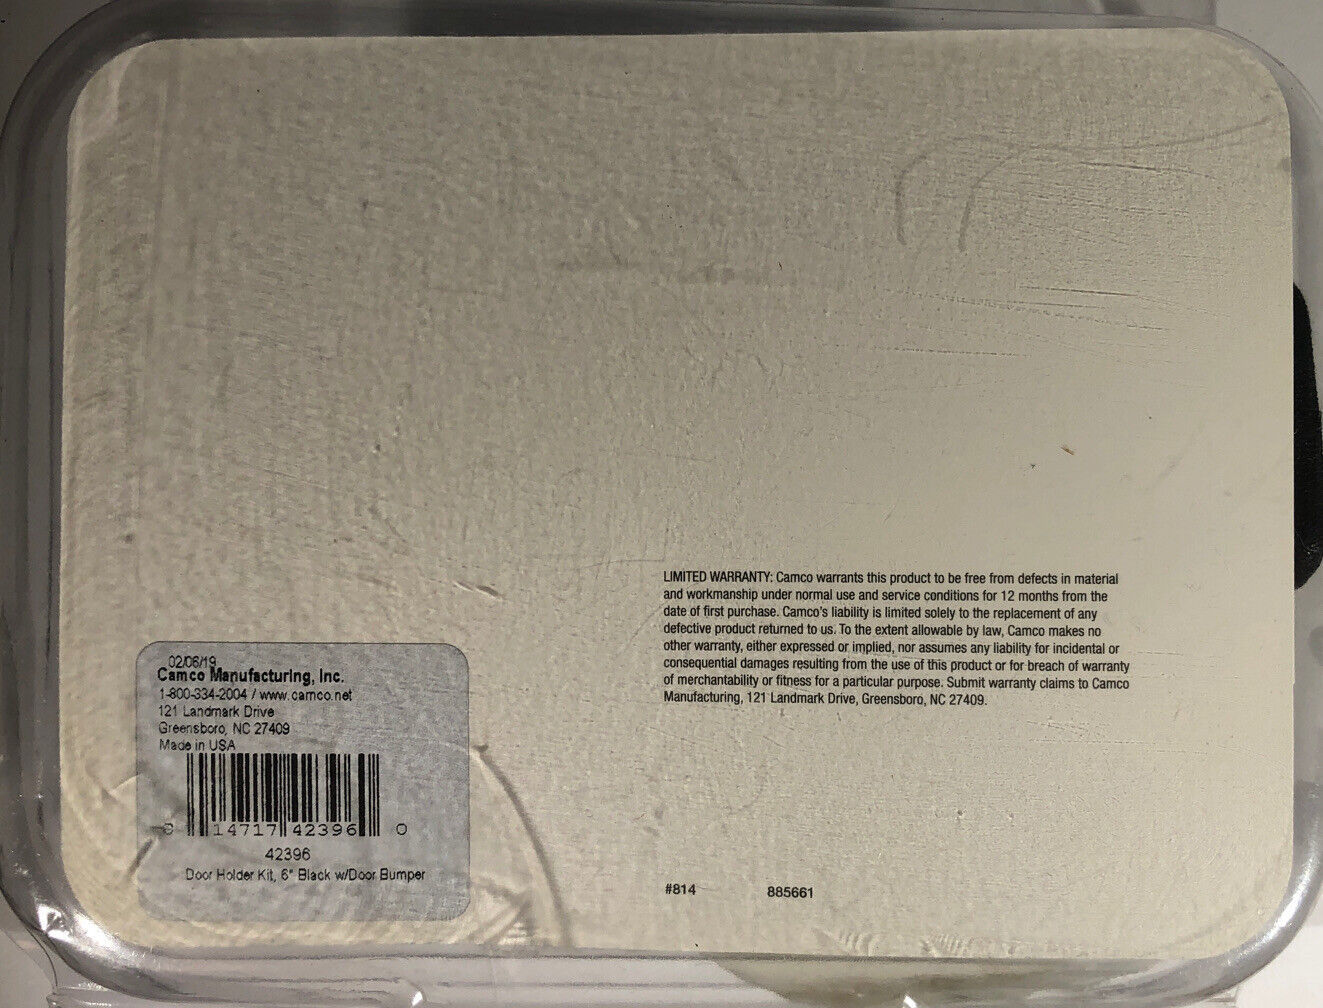 LIMITED WARRANTY: Camco warrants this product to be free from defects in material
and workmanship under normal use and service conditions for 12 months from the
date of first purchase. Camco's liability is limited solely to the replacement of any
defective product returned to us. To the extent allowable by law, Camco makes no
other warranty, either expressed or implied, nor assumes any liability for incidental or
consequential damages resulting from the use of this product or for breach of warranty
of merchantability or fitness for a particular purpose. Submit warranty claims to Camco
Manufacturing, 121 Landmark Drive, Greensboro, NC 27409.
02/06/19
Camco Manufacturing, Inc.
1-800-334-2004 / www.camco.net
121 Landmark Drive
Greensboro, NC 27409
Made in USA
0 14717 42396 0
42396
Door Holder Kit, 6" Black w/Door Bumper
#814 885661